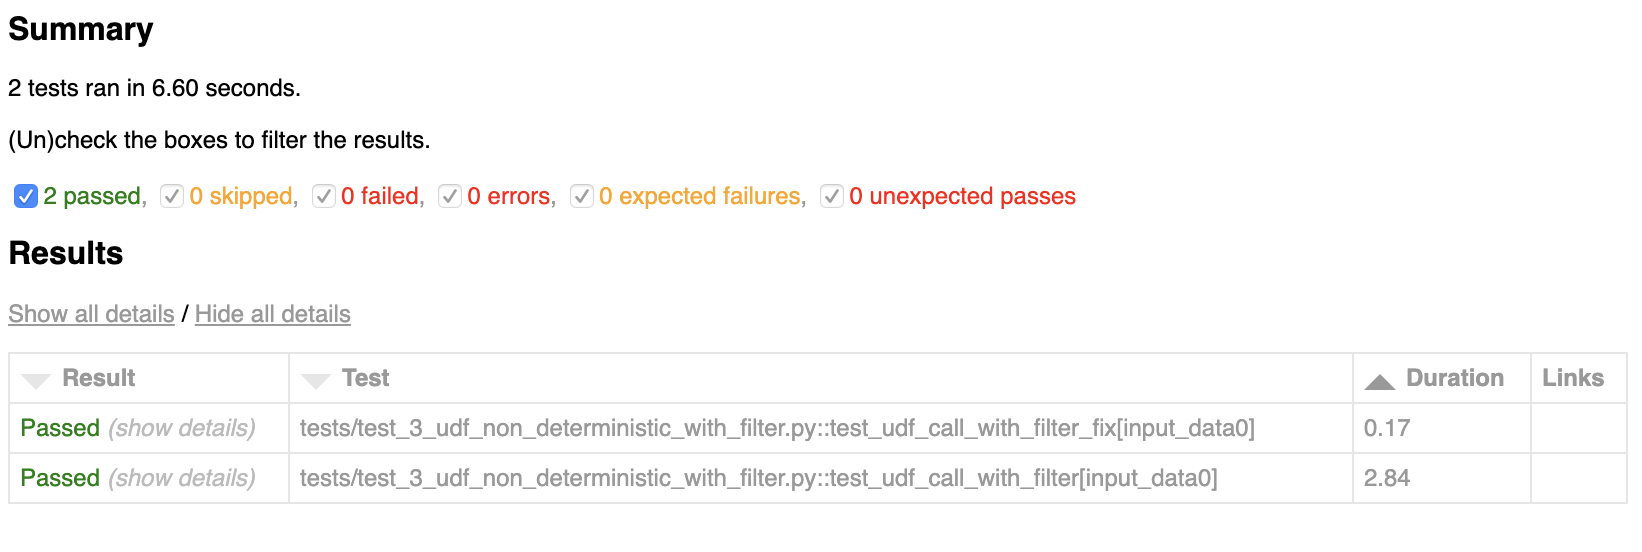 Summary
2 tests ran in 6.60 seconds.
(Un)check the boxes to filter the results.
2 passed, 0 skipped, 0 failed, 0 errors, 0 expected failures, 0 unexpected passes
Results
Show all details / Hide all details
Result Test Duration Links
Passed (show details) tests/test_3_udf_non_deterministic_with_filter.py::test_udf_call_with_filter_fix[input_data0] 0.17
Passed (show details) tests/test_3_udf_non_deterministic_with_filter.py::test_udf_call_with_filter[input_data0] 2.84